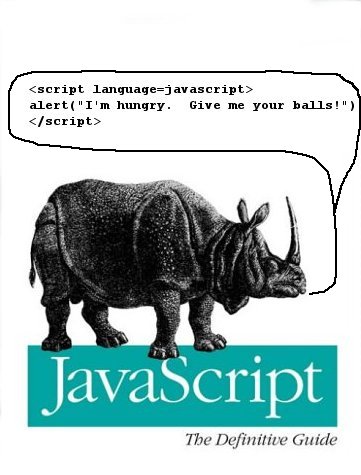 <script language=javascript>
alert("I'm hungry.  Give me your balls!")
</script>
JavaScript
The Definitive Guide